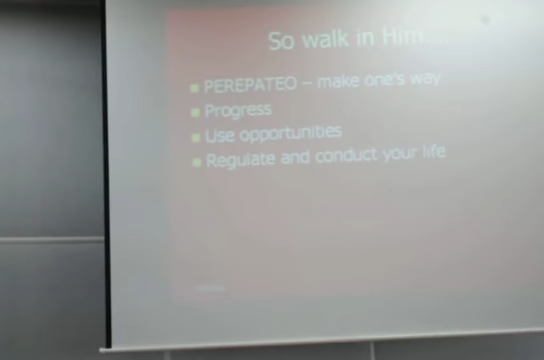 So walk in Him ...
PEREPATEO – make one's way
Progress
Use opportunities
Regulate and conduct your life